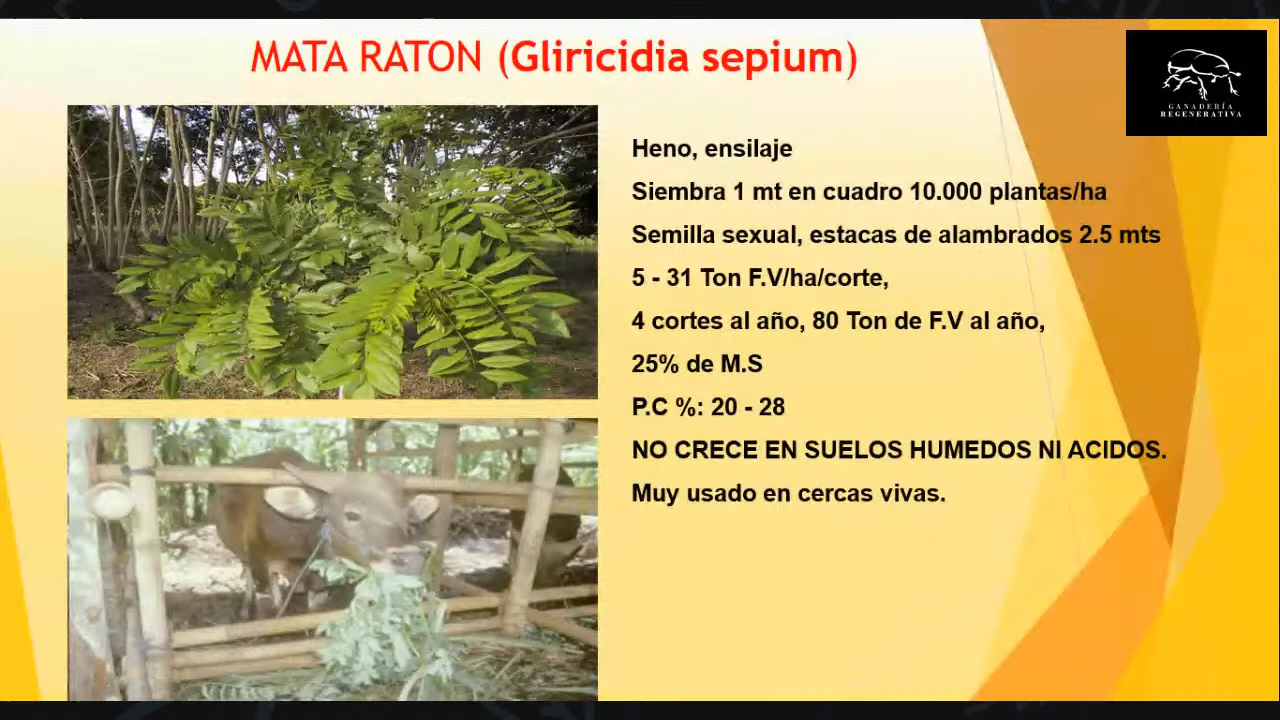 MATA RATON (Gliricidia sepium)
GANADERÍA
REGENERATIVA
Heno, ensilaje
Siembra 1 mt en cuadro 10.000 plantas/ha
Semilla sexual, estacas de alambrados 2.5 mts
5 - 31 Ton F.V/ha/corte,
4 cortes al año, 80 Ton de F.V al año,
25% de M.S
P.C %: 20 - 28
NO CRECE EN SUELOS HUMEDOS NI ACIDOS.
Muy usado en cercas vivas.